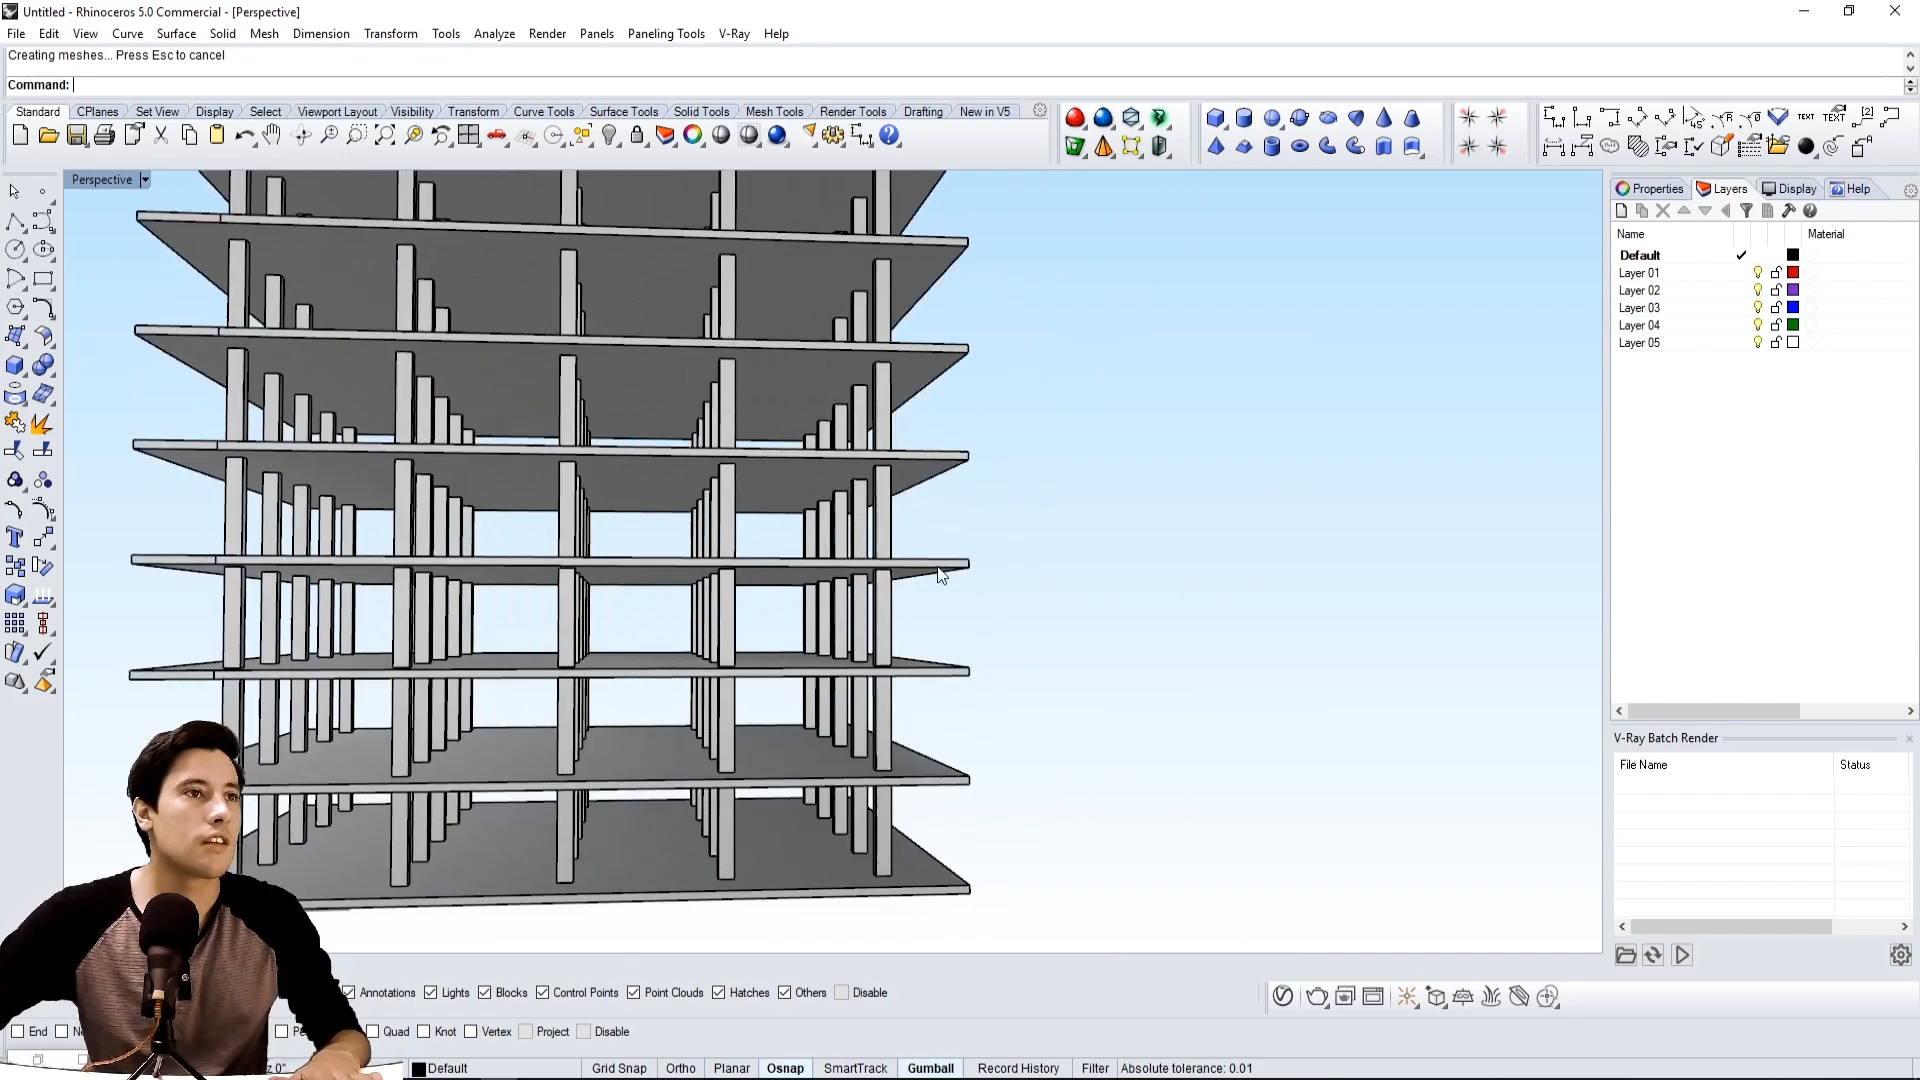 Untitled - Rhinoceros 5.0 Commercial - [Perspective]
File Edit View Curve Surface Solid Mesh Dimension Transform Tools Analyze Render Panels Paneling Tools V-Ray Help
Creating meshes... Press Esc to cancel
Command:
Standard CPlanes Set View Display Select Viewport Layout Visibility Transform Curve Tools Surface Tools Solid Tools Mesh Tools Render Tools Drafting New in V5
TEXT TEXT
Perspective
Properties Layers Display Help
Name Material
Default
Layer 01
Layer 02
Layer 03
Layer 04
Layer 05
V-Ray Batch Render
File Name Status
Annotations Lights Blocks Control Points Point Clouds Hatches Others Disable
End Quad Knot Vertex Project Disable
z 0" Default Grid Snap Ortho Planar Osnap SmartTrack Gumball Record History Filter Absolute tolerance: 0.01